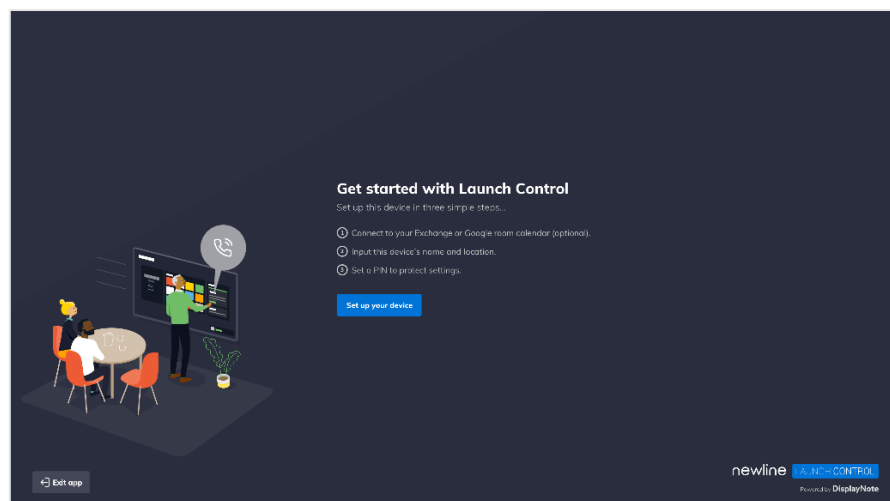 Get started with Launch Control
Set up this device in three simple steps...
1 Connect to your Exchange or Google room calendar (optional).
2 Input this device's name and location.
3 Set a PIN to protect settings.
Set up your device
Exit app
newline LAUNCH CONTROL
Powered by DisplayNote